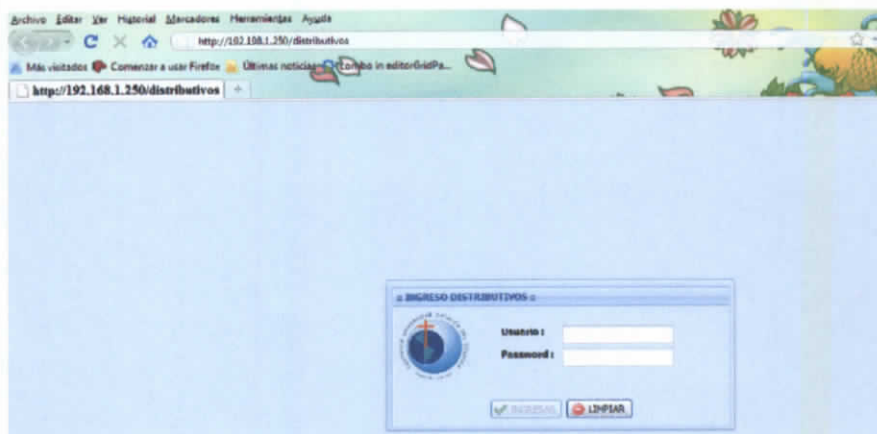 Archivo Editar Ver Historial Marcadores Herramientas Ayuda
http://192.198.1.250/distributivos
Más visitados Comenzar a usar Firefox Últimas noticias combo in editorGridPa...
http://192.168.1.250/distributivos
:: INGRESO DISTRIBUTIVOS ::
Usuario :
Password :
INGRESAR LIMPIAR